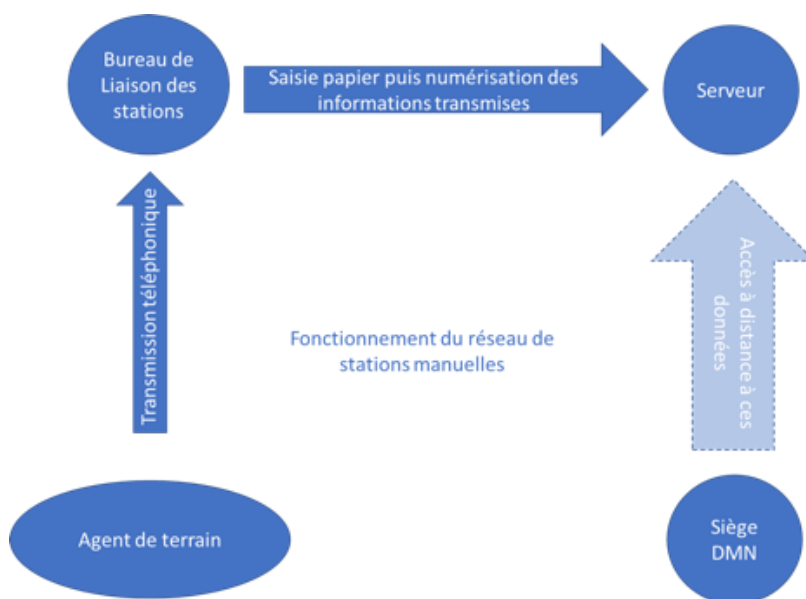 Bureau de
Liaison des
stations
Saisie papier puis numérisation des
informations transmises
Serveur
Transmission téléphonique
Accès à distance à ces
données
Fonctionnement du réseau de
stations manuelles
Agent de terrain
Siège
DMN